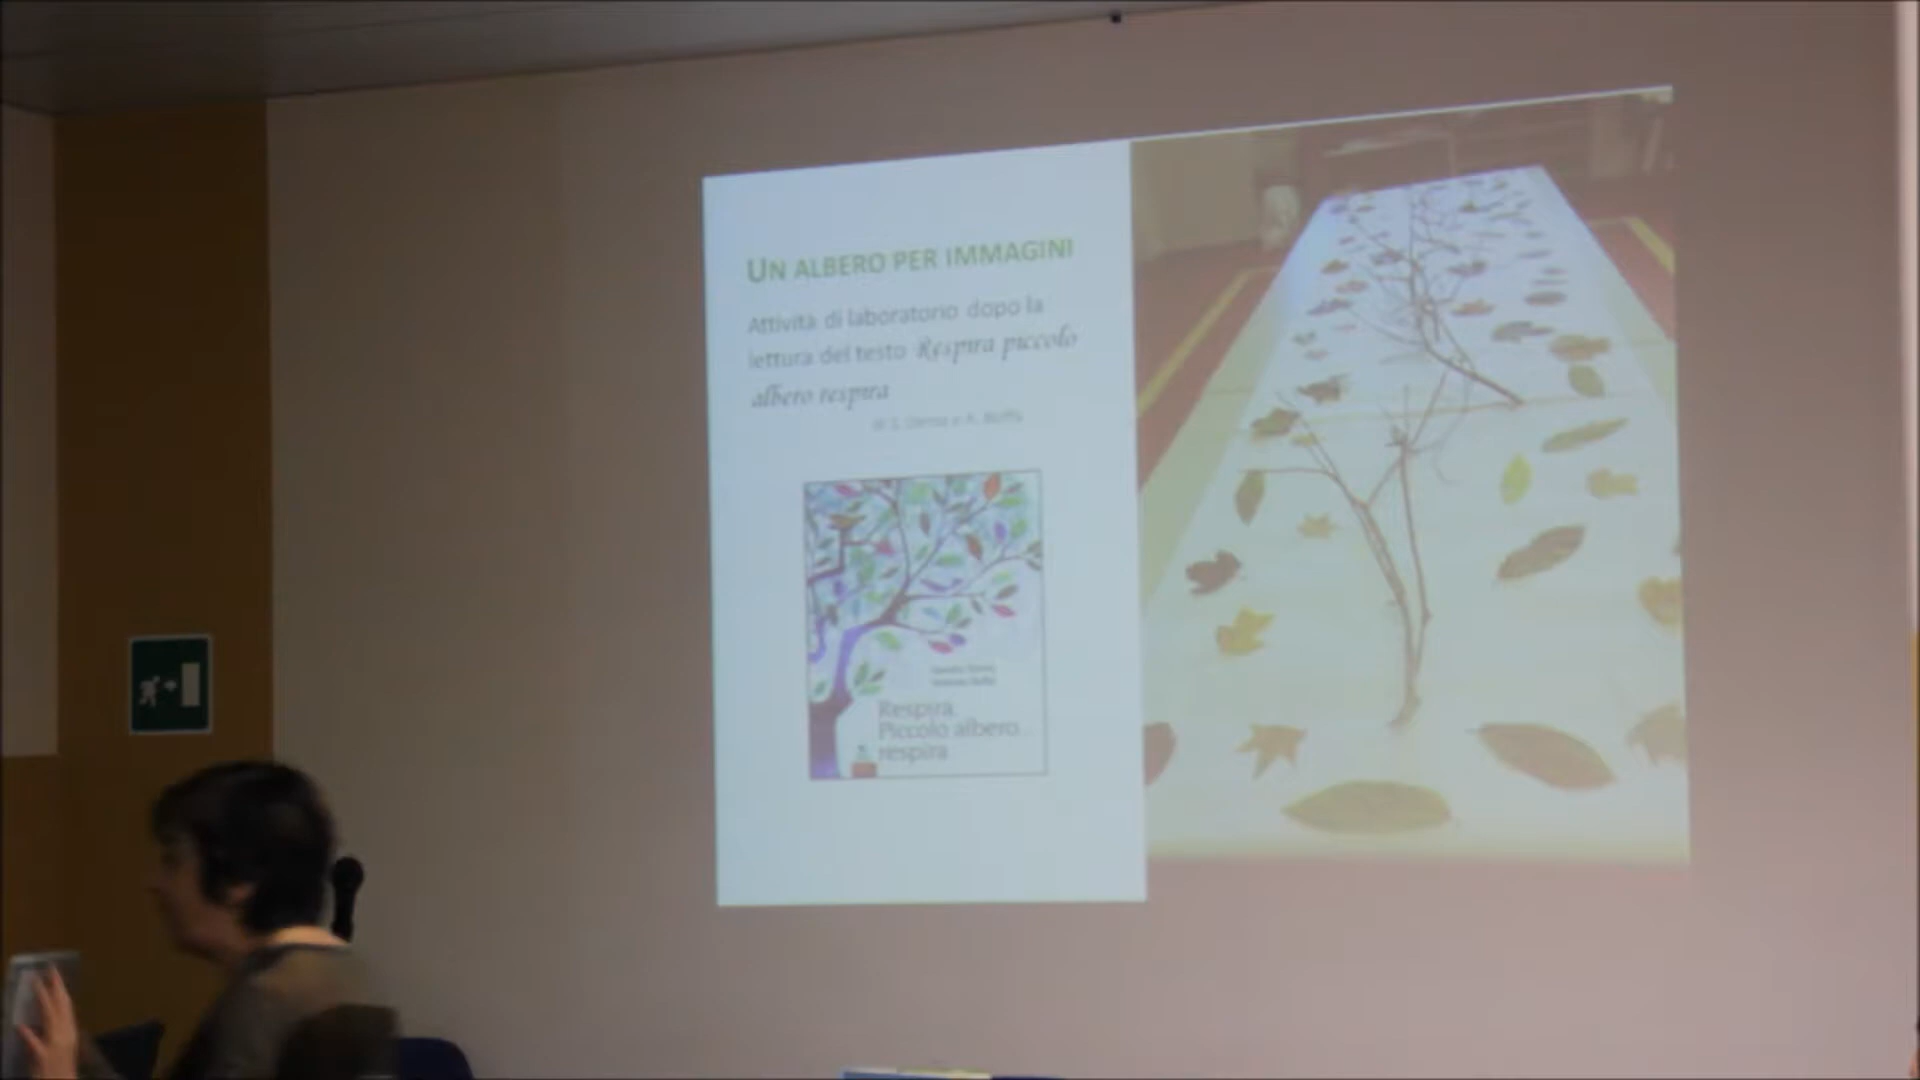 UN ALBERO PER IMMAGINI
Attività di laboratorio dopo la
lettura del testo Respira piccolo
albero respira
Respira
Piccolo albero
respira